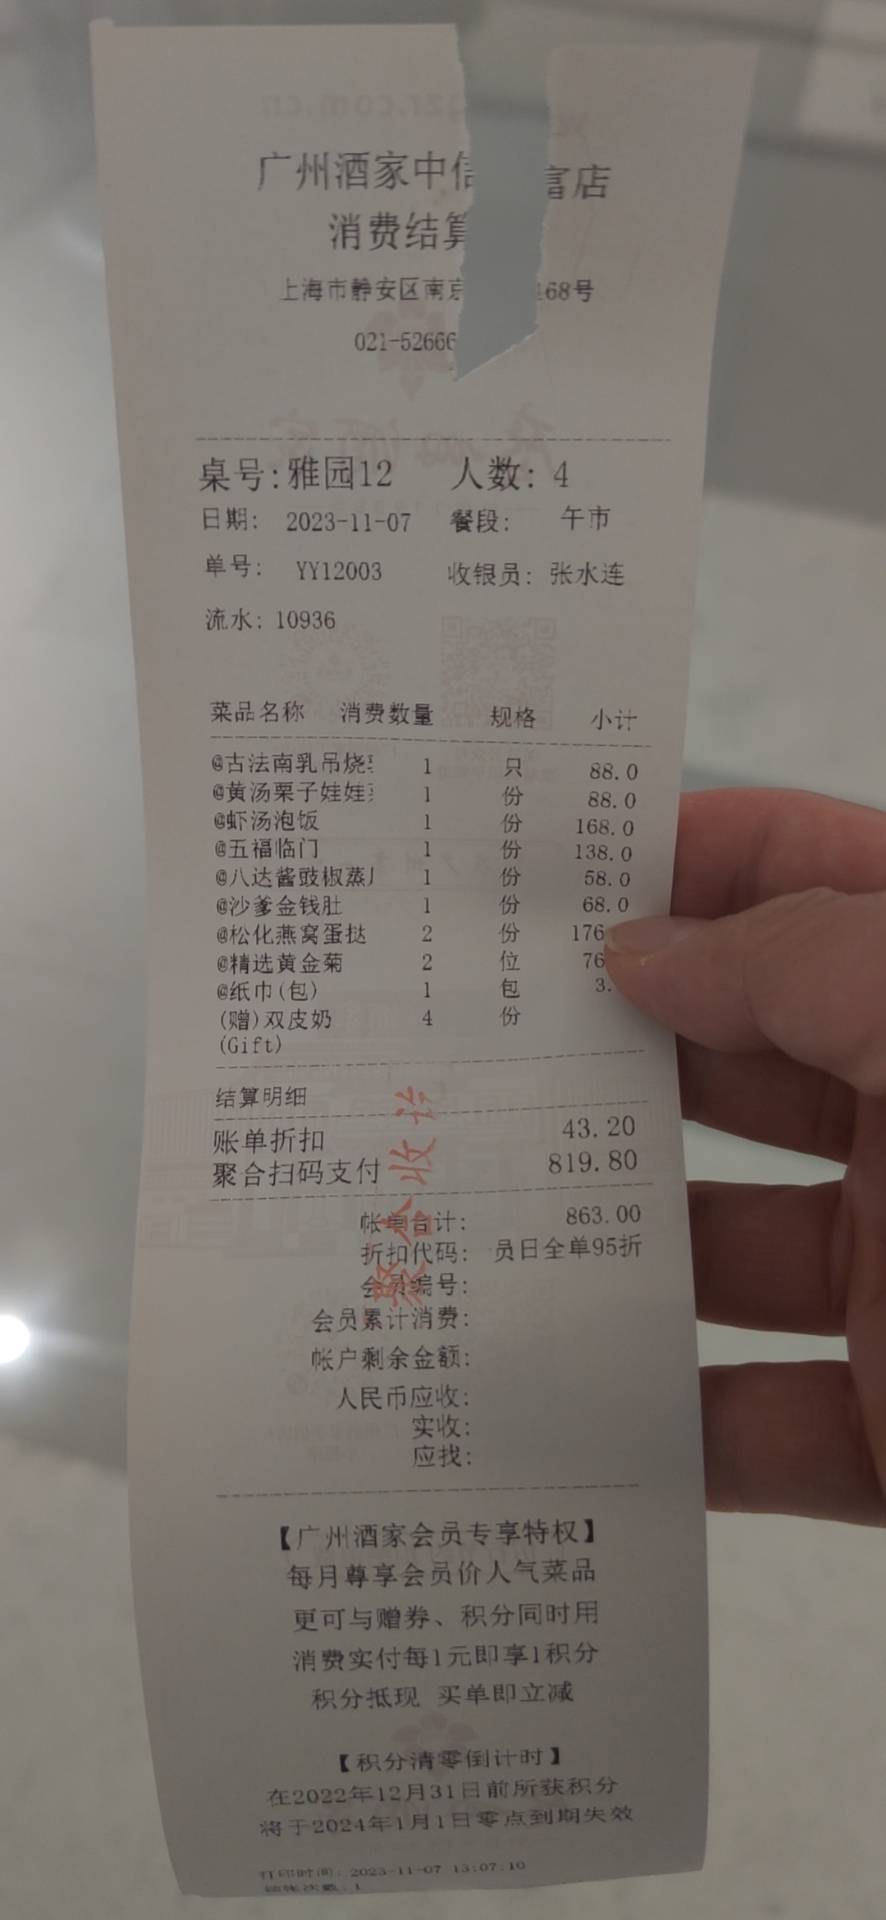 广州酒家中信 富店
消费结算
上海市静安区南京 168号
021-52666
桌号:雅园12 人数: 4
日期: 2023-11-07 餐段: 午市
单号: YY12003 收银员: 张水连
流水: 10936
菜品名称 消费数量 规格 小计
@古法南乳吊烧 1 只 88.0
@黄汤栗子娃娃 1 份 88.0
@虾汤泡饭 1 份 168.0
@五福临门 1 份 138.0
@八达酱豉椒蒸 1 份 58.0
@沙爹金钱肚 1 份 68.0
@松化燕窝蛋挞 2 份 176
@精选黄金菊 2 位 76
@纸巾(包) 1 包 3.
(赠)双皮奶 4 份
(Gift)
结算明细
账单折扣 43.20
聚合扫码支付 819.80
聚合收讫
帐单合计: 863.00
折扣代码: 员日全单95折
会员编号:
会员累计消费:
帐户剩余金额:
人民币应收:
实收:
应找:
【广州酒家会员专享特权】
每月尊享会员价人气菜品
更可与赠券、积分同时用
消费实付每1元即享1积分
积分抵现 买单即立减
【积分清零倒计时】
在2022年12月31日前所获积分
将于2024年1月1日零点到期失效
打印时间: 2023-11-07 13:07:10